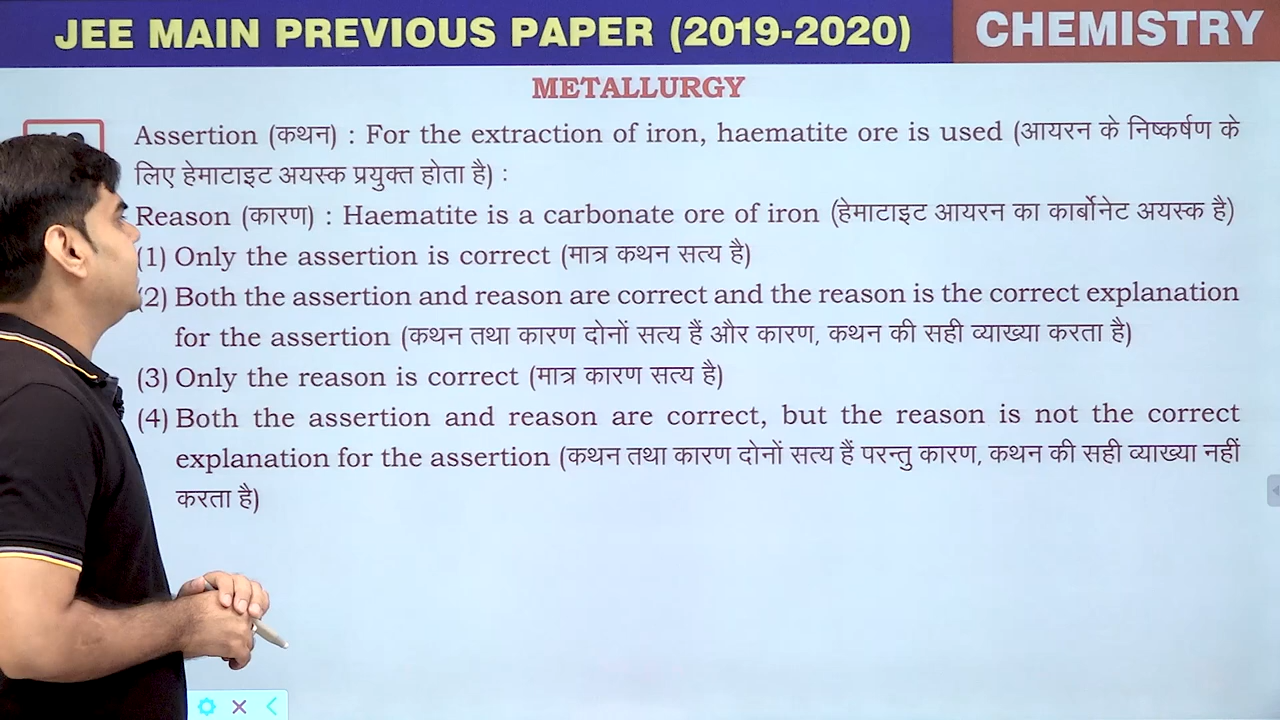 JEE MAIN PREVIOUS PAPER (2019-2020) CHEMISTRY
METALLURGY
Assertion (कथन) : For the extraction of iron, haematite ore is used (आयरन के निष्कर्षण के
लिए हेमाटाइट अयस्क प्रयुक्त होता है) :
Reason (कारण) : Haematite is a carbonate ore of iron (हेमाटाइट आयरन का कार्बोनेट अयस्क है)
(1) Only the assertion is correct (मात्र कथन सत्य है)
(2) Both the assertion and reason are correct and the reason is the correct explanation
for the assertion (कथन तथा कारण दोनों सत्य हैं और कारण, कथन की सही व्याख्या करता है)
(3) Only the reason is correct (मात्र कारण सत्य है)
(4) Both the assertion and reason are correct, but the reason is not the correct
explanation for the assertion (कथन तथा कारण दोनों सत्य हैं परन्तु कारण, कथन की सही व्याख्या नहीं
करता है)